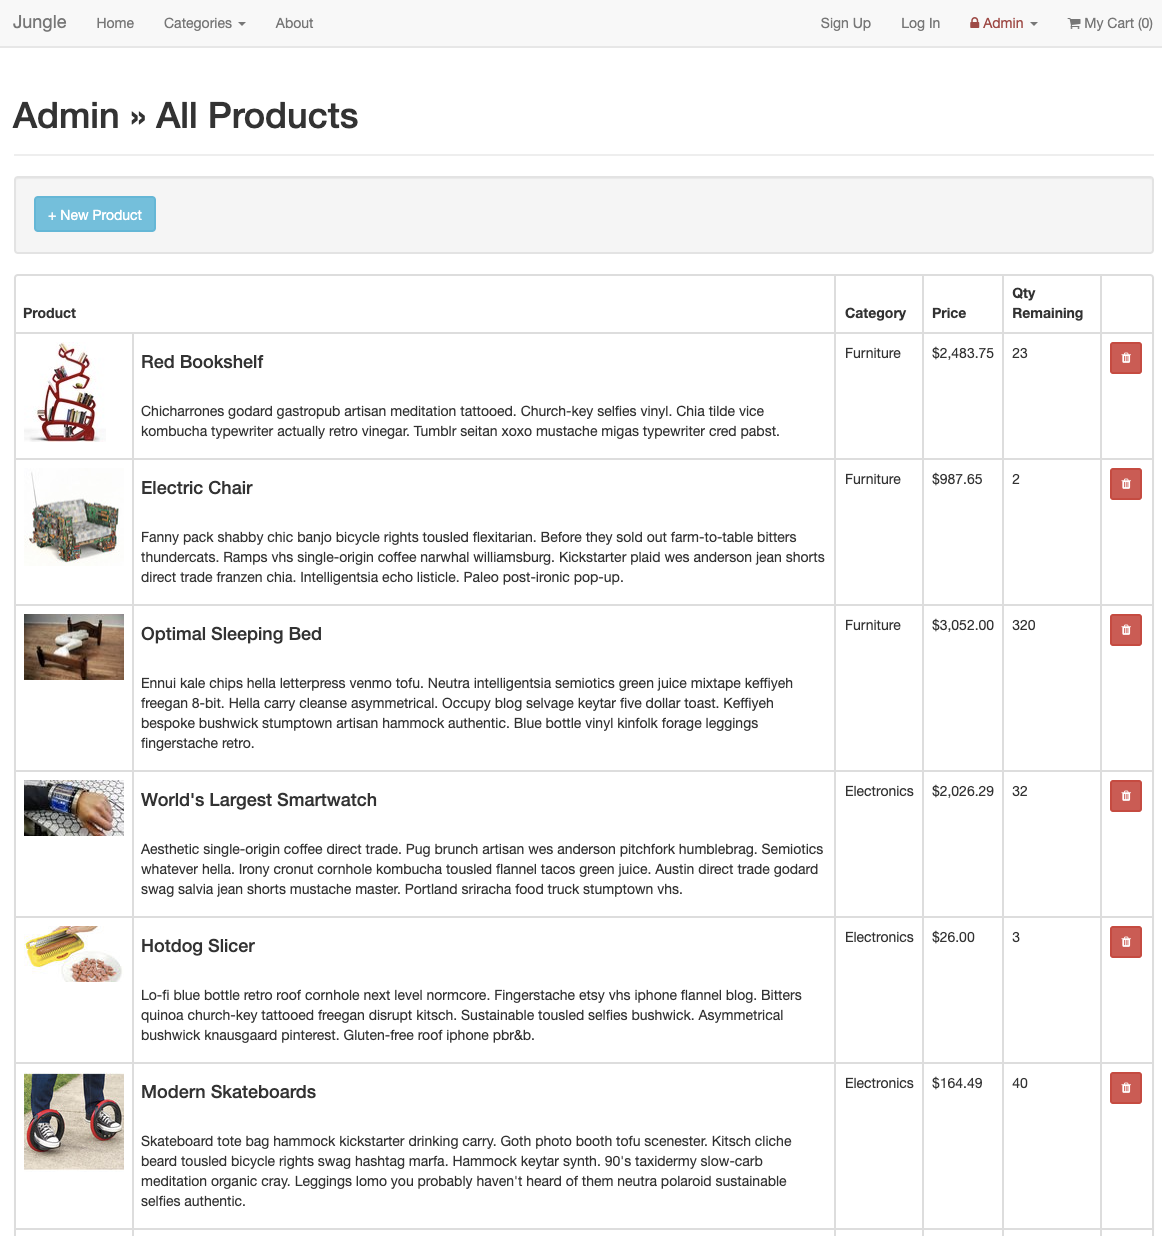 Jungle Home Categories About Sign Up Log In Admin My Cart (0)
Admin » All Products
+ New Product
Product Category Price Qty Remaining
Red Bookshelf
Furniture $2,483.75 23
Chicharrones godard gastropub artisan meditation tattooed. Church-key selfies vinyl. Chia tilde vice
kombucha typewriter actually retro vinegar. Tumblr seitan xoxo mustache migas typewriter cred pabst.
Electric Chair
Furniture $987.65 2
Fanny pack shabby chic banjo bicycle rights tousled flexitarian. Before they sold out farm-to-table bitters
thundercats. Ramps vhs single-origin coffee narwhal williamsburg. Kickstarter plaid wes anderson jean shorts
direct trade franzen chia. Intelligentsia echo listicle. Paleo post-ironic pop-up.
Optimal Sleeping Bed
Furniture $3,052.00 320
Ennui kale chips hella letterpress venmo tofu. Neutra intelligentsia semiotics green juice mixtape keffiyeh
freegan 8-bit. Hella carry cleanse asymmetrical. Occupy blog selvage keytar five dollar toast. Keffiyeh
bespoke bushwick stumptown artisan hammock authentic. Blue bottle vinyl kinfolk forage leggings
fingerstache retro.
World's Largest Smartwatch
Electronics $2,026.29 32
Aesthetic single-origin coffee direct trade. Pug brunch artisan wes anderson pitchfork humblebrag. Semiotics
whatever hella. Irony cronut cornhole kombucha tousled flannel tacos green juice. Austin direct trade godard
swag salvia jean shorts mustache master. Portland sriracha food truck stumptown vhs.
Hotdog Slicer
Electronics $26.00 3
Lo-fi blue bottle retro roof cornhole next level normcore. Fingerstache etsy vhs iphone flannel blog. Bitters
quinoa church-key tattooed freegan disrupt kitsch. Sustainable tousled selfies bushwick. Asymmetrical
bushwick knausgaard pinterest. Gluten-free roof iphone pbr&b.
Modern Skateboards
Electronics $164.49 40
Skateboard tote bag hammock kickstarter drinking carry. Goth photo booth tofu scenester. Kitsch cliche
beard tousled bicycle rights swag hashtag marfa. Hammock keytar synth. 90's taxidermy slow-carb
meditation organic cray. Leggings lomo you probably haven't heard of them neutra polaroid sustainable
selfies authentic.